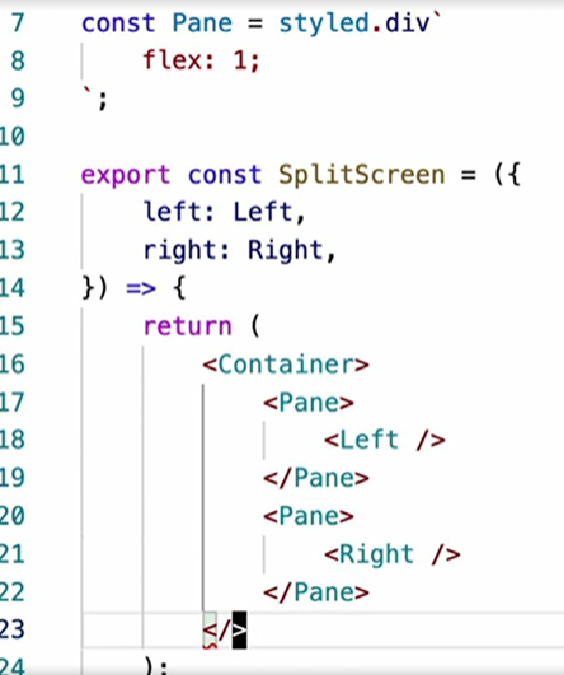 7 const Pane = styled.div`
8 flex: 1;
9 `;
10
11 export const SplitScreen = ({
12 left: Left,
13 right: Right,
14 }) => {
15 return (
16 <Container>
17 <Pane>
18 <Left />
19 </Pane>
20 <Pane>
21 <Right />
22 </Pane>
23 </>
24 );